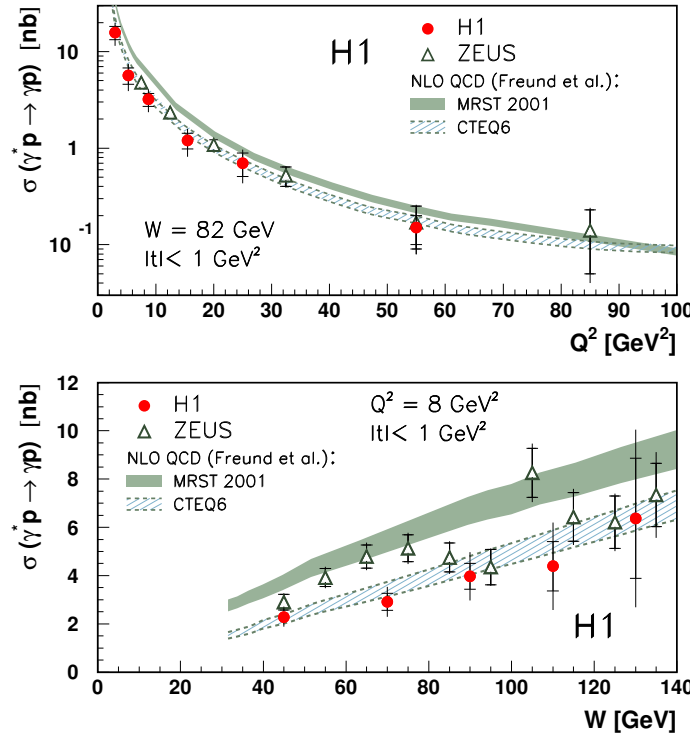 σ (γ* p → γp) [nb]
10
1
10⁻¹
H1
H1
ZEUS
NLO QCD (Freund et al.):
MRST 2001
CTEQ6
W = 82 GeV
|t|< 1 GeV²
0 10 20 30 40 50 60 70 80 90 100
Q² [GeV²]
σ (γ* p → γp) [nb]
12
10
8
6
4
2
0
H1
ZEUS
NLO QCD (Freund et al.):
MRST 2001
CTEQ6
Q² = 8 GeV²
|t|< 1 GeV²
H1
0 20 40 60 80 100 120 140
W [GeV]